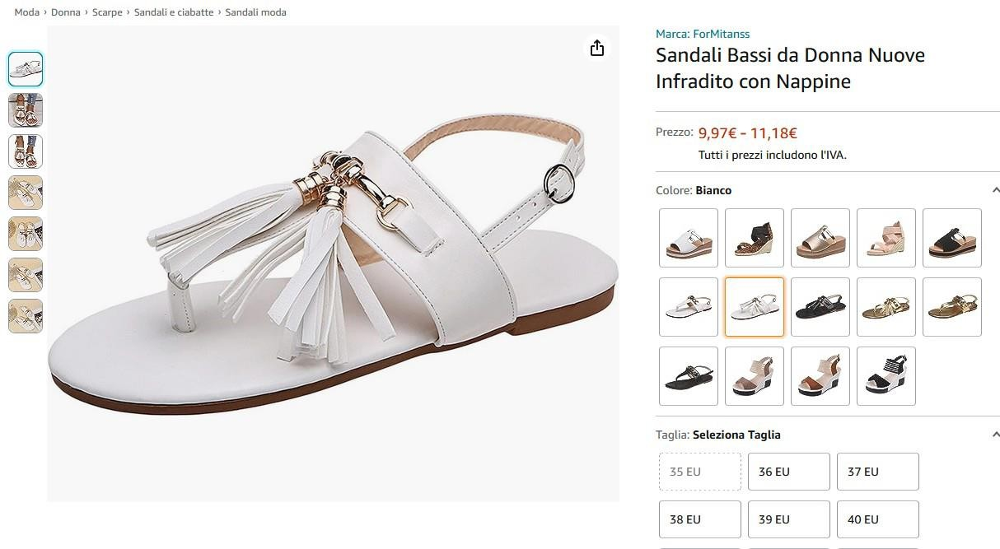 Moda › Donna › Scarpe › Sandali e ciabatte › Sandali moda
Marca: ForMitanss
Sandali Bassi da Donna Nuove
Infradito con Nappine
Prezzo: 9,97€ - 11,18€
Tutti i prezzi includono l'IVA.
Colore: Bianco
Taglia: Seleziona Taglia
35 EU 36 EU 37 EU
38 EU 39 EU 40 EU